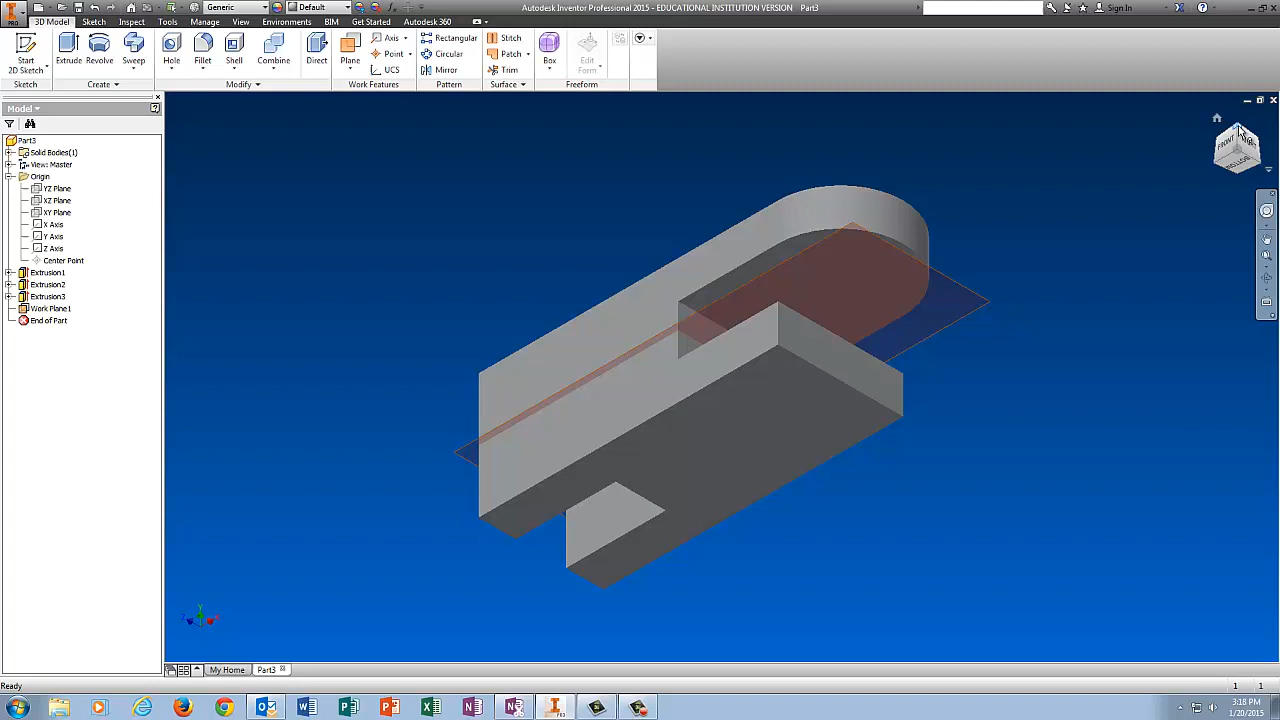 Generic
Default
Autodesk Inventor Professional 2015 - EDUCATIONAL INSTITUTION VERSION Part3
Sign In
PRO
3D Model
Sketch
Inspect
Tools
Manage
View
Environments
BIM
Get Started
Autodesk 360
Start
2D Sketch
Extrude
Revolve
Sweep
Hole
Fillet
Shell
Combine
Direct
Plane
Axis
Point
UCS
Rectangular
Circular
Mirror
Stitch
Patch
Trim
Box
Edit
Form
Sketch
Create
Modify
Work Features
Pattern
Surface
Freeform
Model
Part3
Solid Bodies(1)
View: Master
Origin
YZ Plane
XZ Plane
XY Plane
X Axis
Y Axis
Z Axis
Center Point
Extrusion1
Extrusion2
Extrusion3
Work Plane1
End of Part
FRONT
BOTTOM
Y
My Home
Part3
Ready
1
1
3:18 PM
1/20/2015